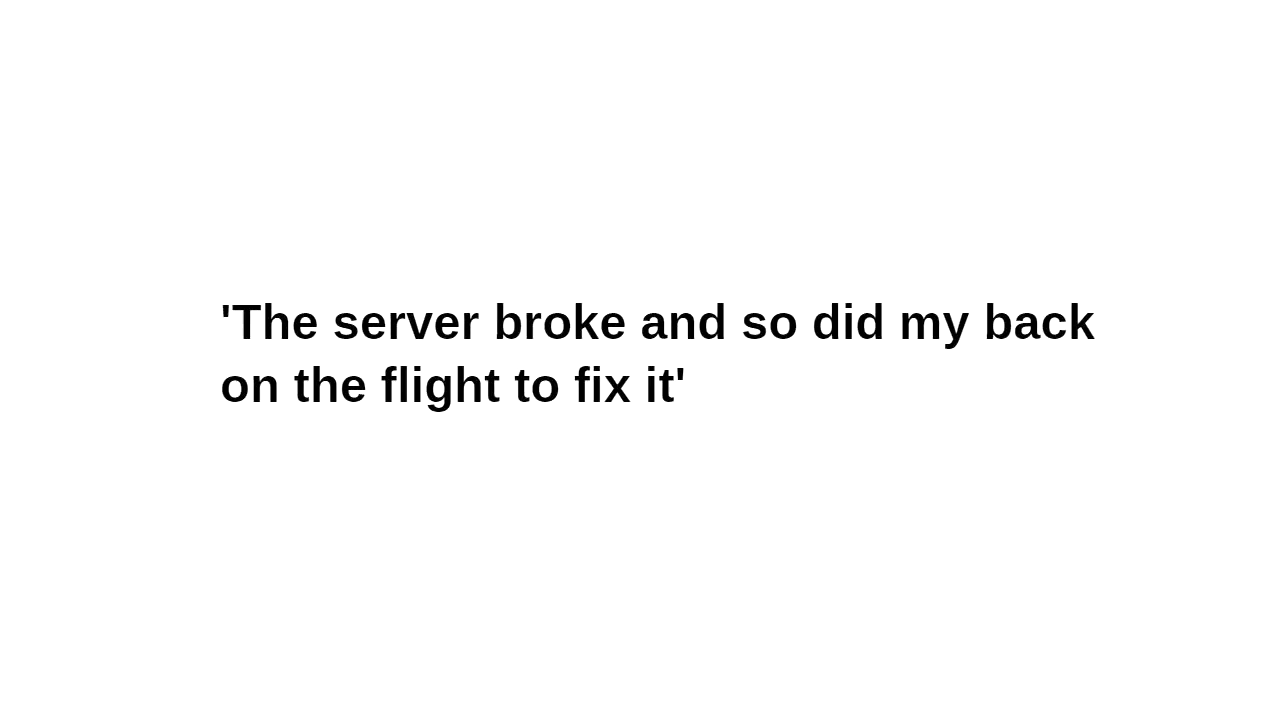 'The server broke and so did my back
on the flight to fix it'